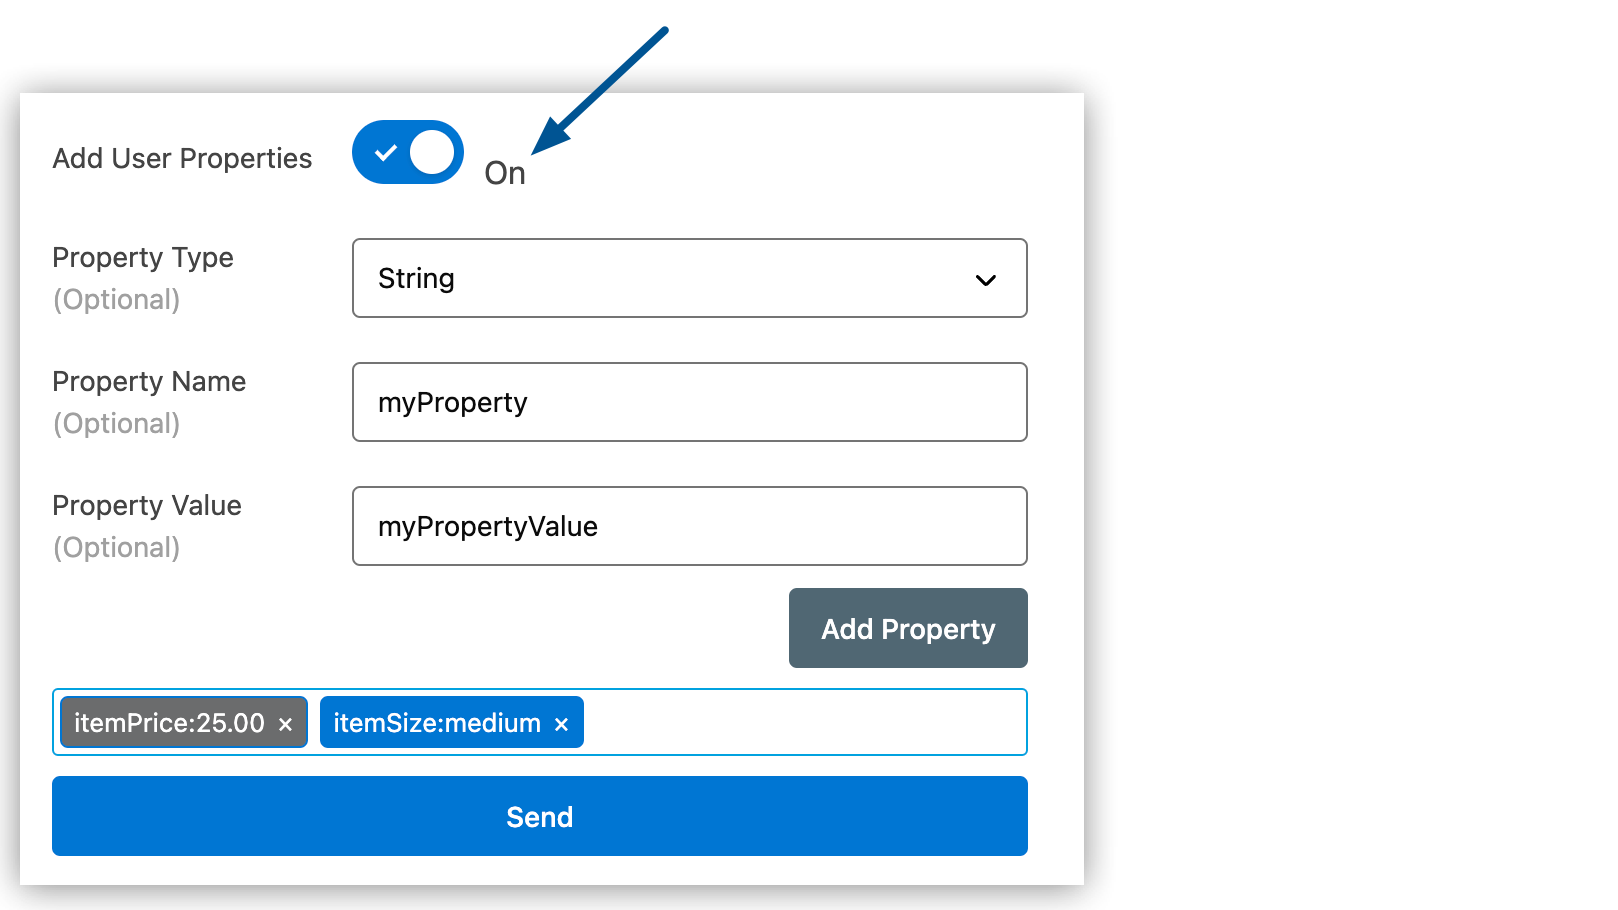 Add User Properties
On
Property Type
(Optional)
String
Property Name
(Optional)
myProperty
Property Value
(Optional)
myPropertyValue
Add Property
itemPrice:25.00 ×
itemSize:medium ×
Send